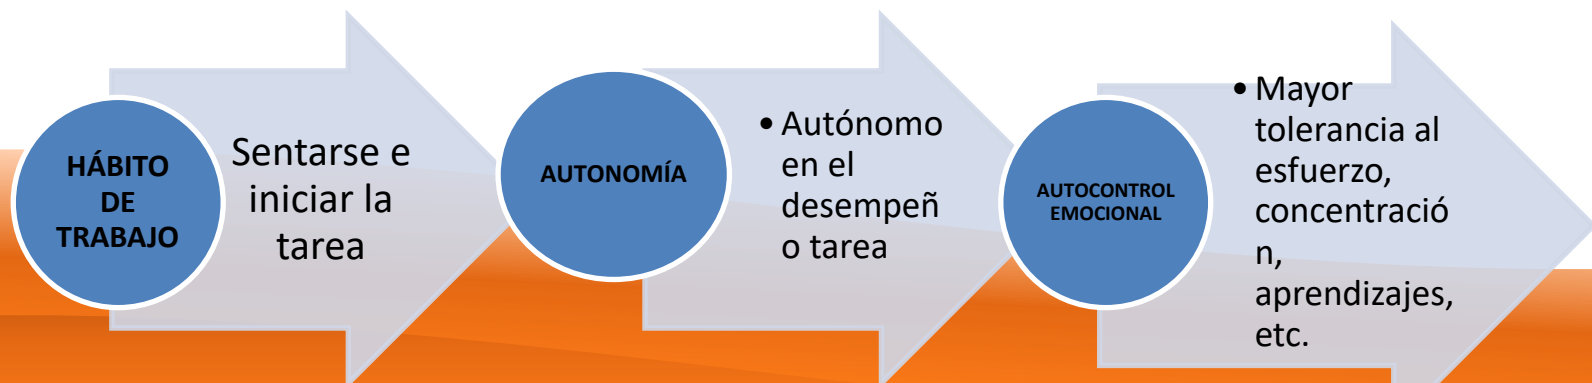 HÁBITO
DE
TRABAJO
Sentarse e
iniciar la
tarea
AUTONOMÍA
• Autónomo
en el
desempeñ
o tarea
AUTOCONTROL
EMOCIONAL
• Mayor
tolerancia al
esfuerzo,
concentració
n,
aprendizajes,
etc.